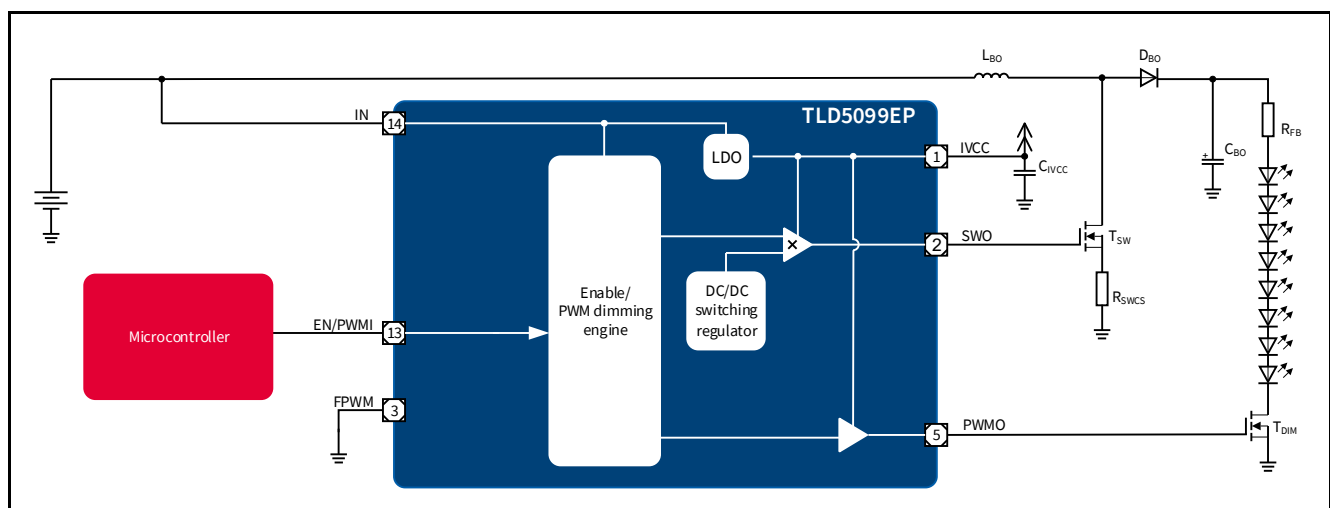 L_BO
D_BO
TLD5099EP
IN
14
LDO
1
IVCC
C_IVCC
+
C_BO
R_FB
Enable/
PWM dimming
engine
×
2
SWO
T_SW
DC/DC
switching
regulator
R_SWCS
Microcontroller
EN/PWMI
13
FPWM
3
5
PWMO
T_DIM